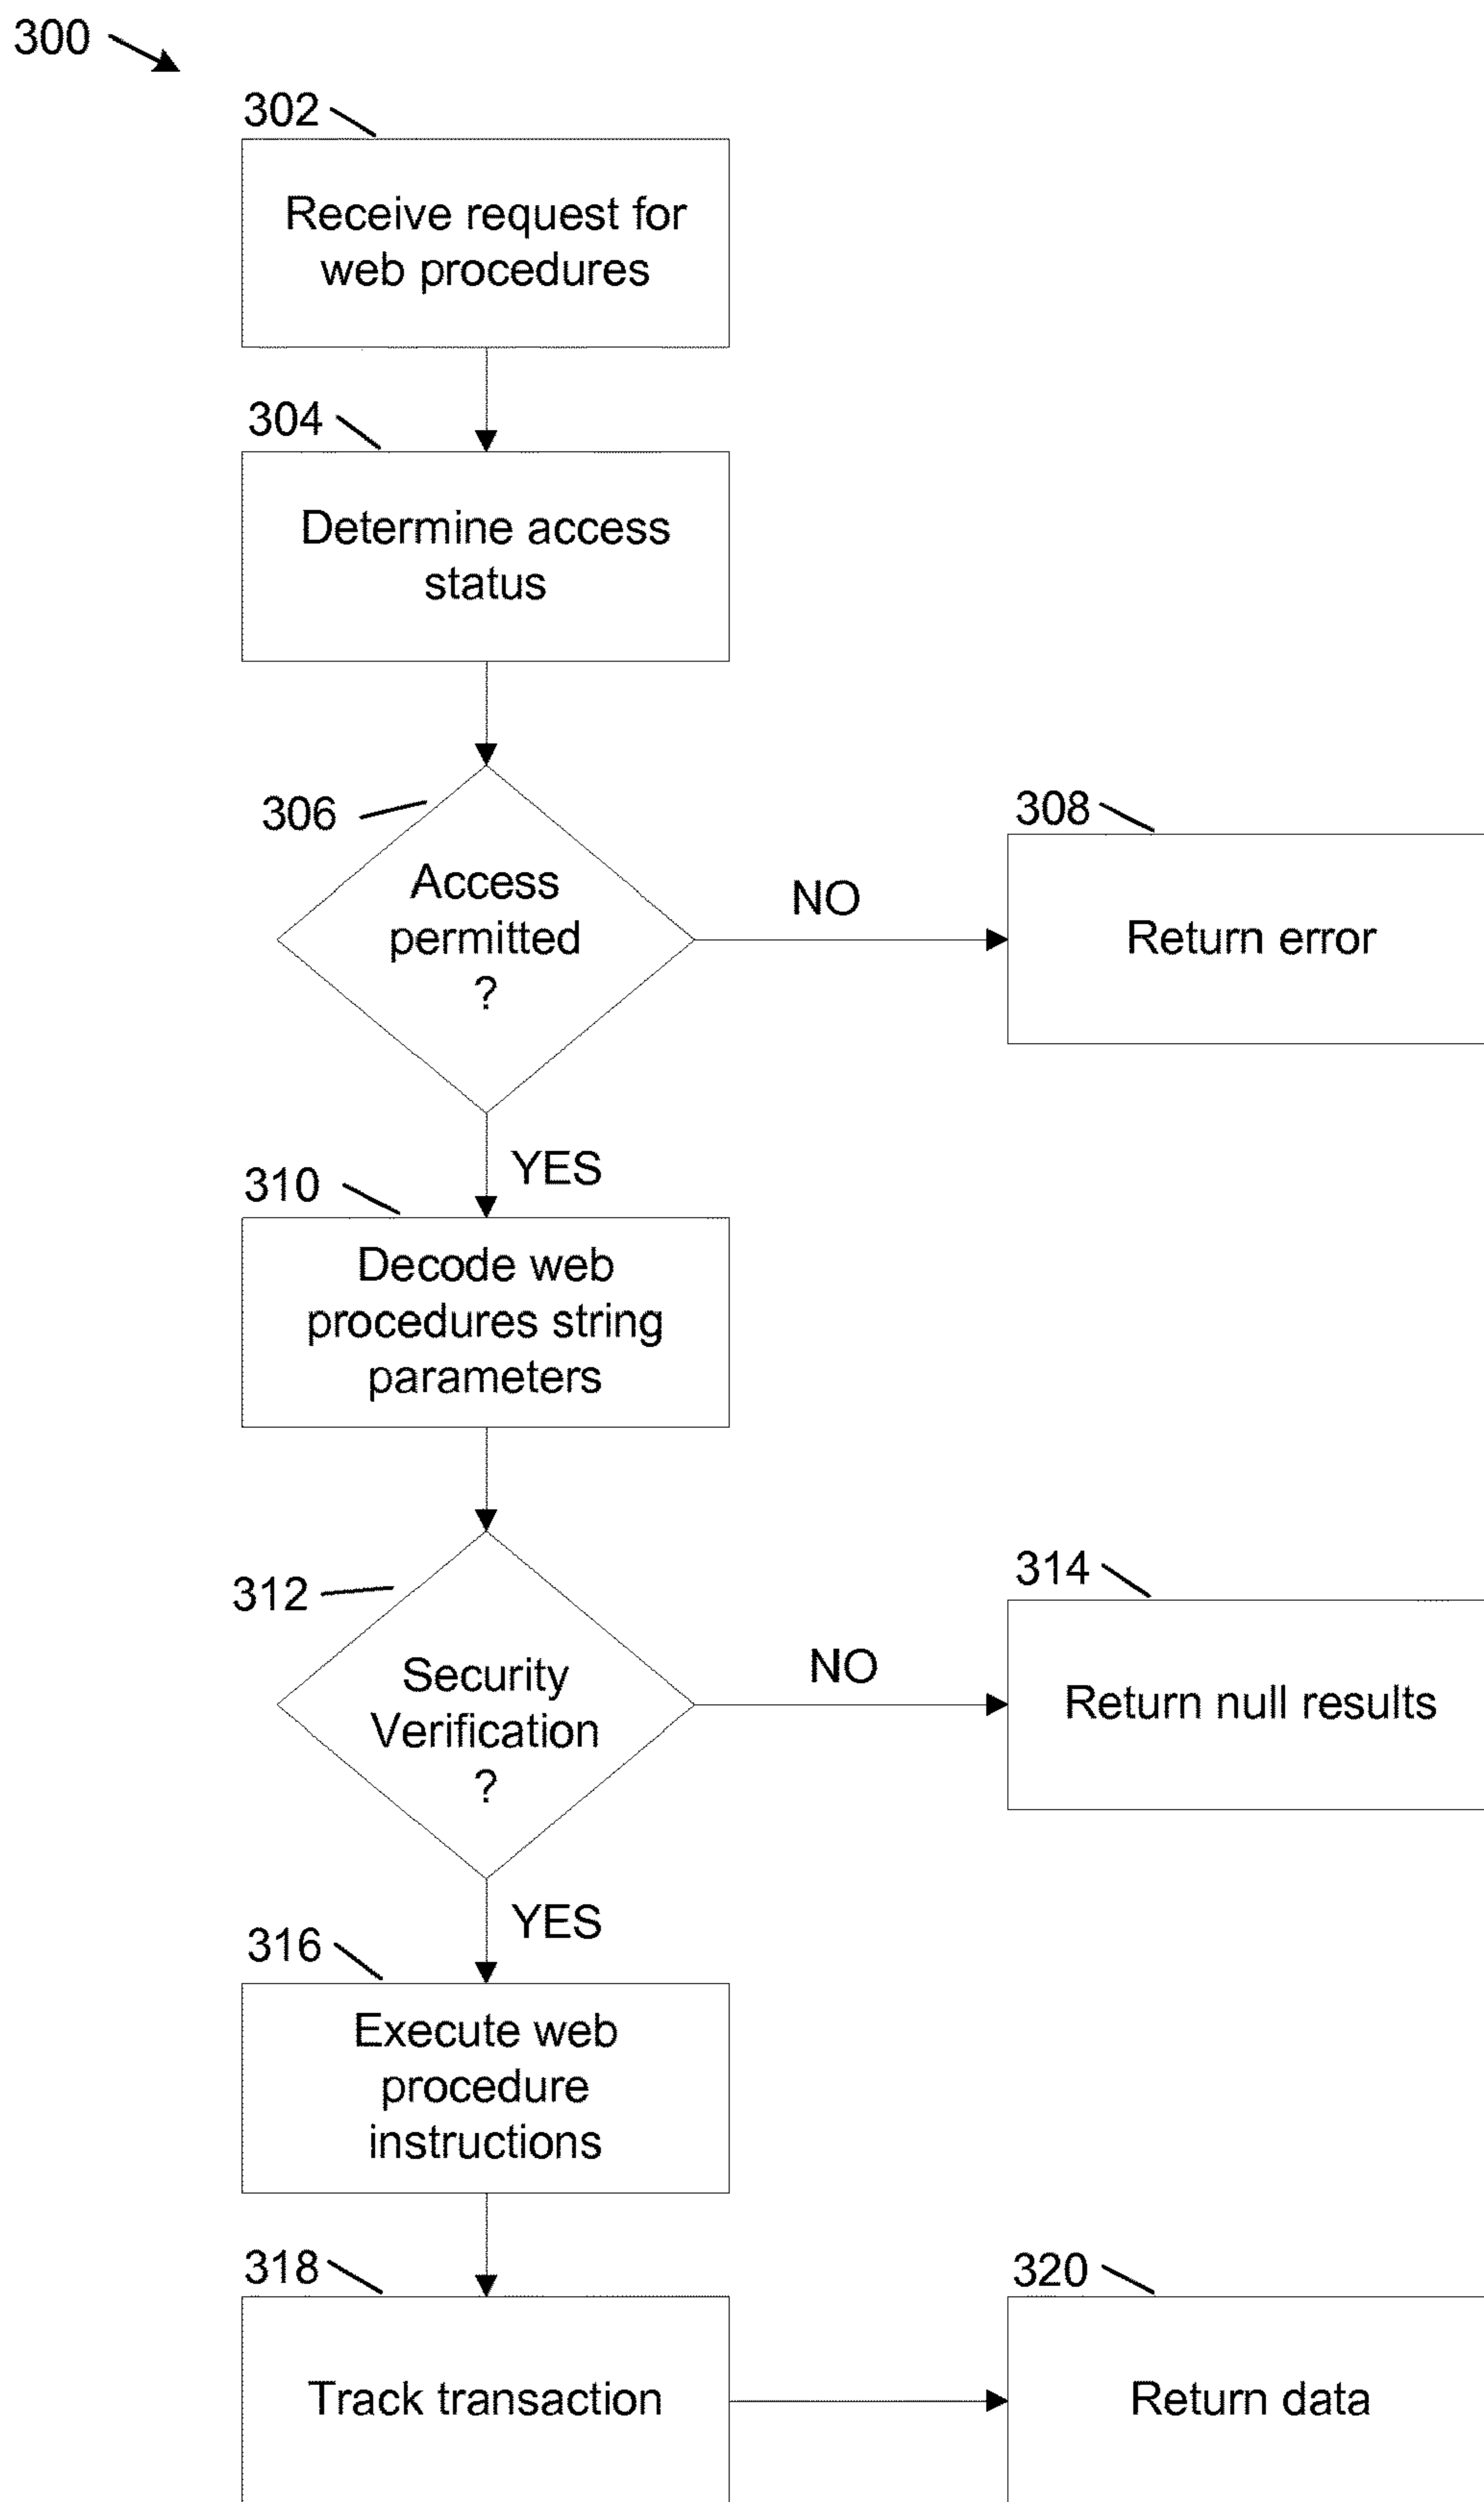 300
302
Receive request for
web procedures
304
Determine access
status
306
Access
permitted
?
NO
308
Return error
YES
310
Decode web
procedures string
parameters
312
Security
Verification
?
NO
314
Return null results
YES
316
Execute web
procedure
instructions
318
Track transaction
320
Return data